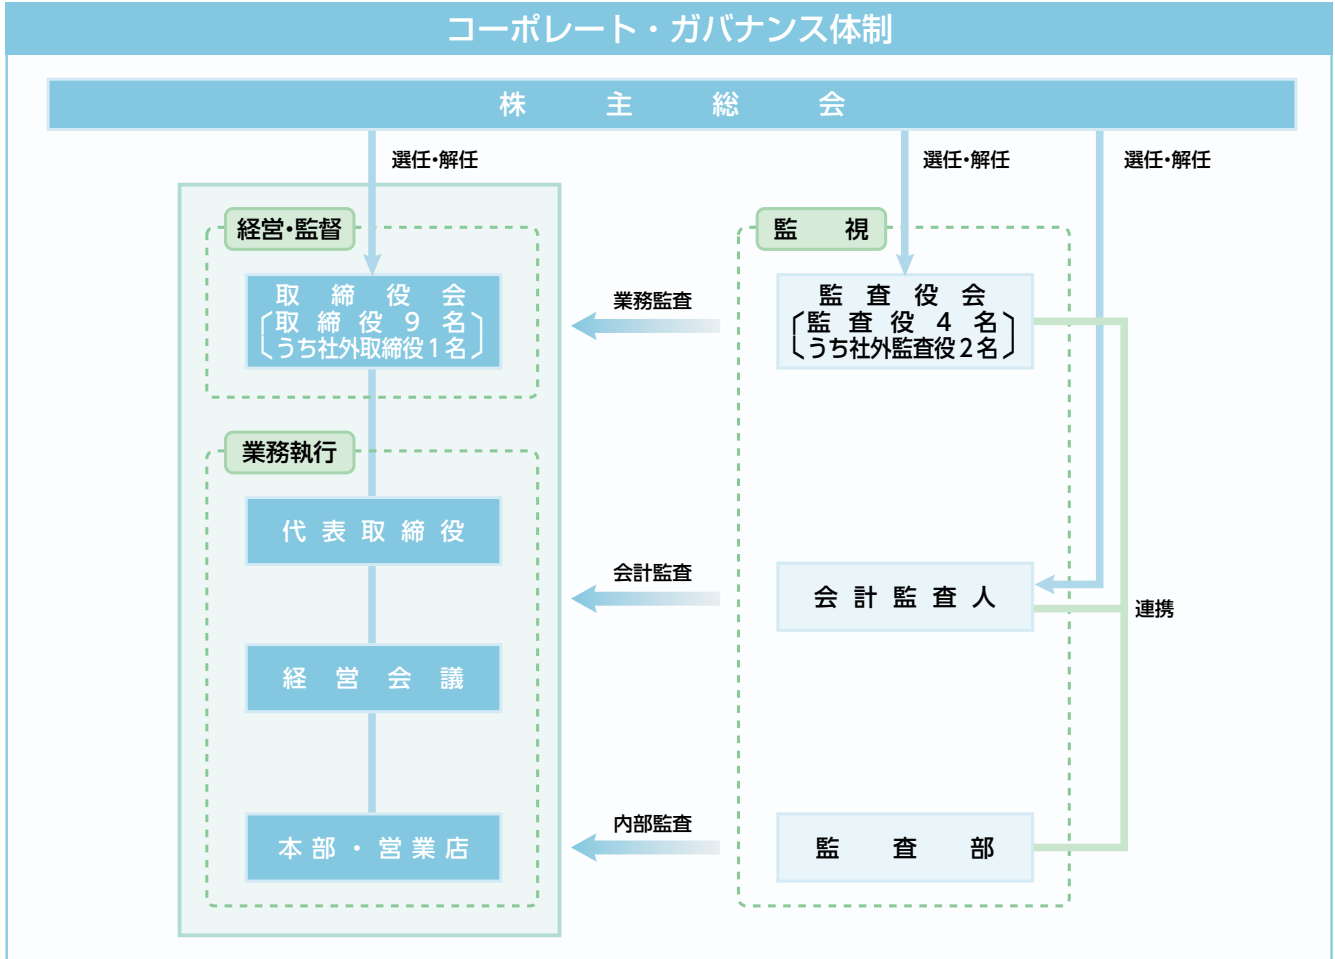 コーポレート・ガバナンス体制
株主総会
選任・解任
選任・解任
選任・解任
経営・監督
取締役会
取締役9名
うち社外取締役1名
業務監査
監視
監査役会
監査役4名
うち社外監査役2名
業務執行
代表取締役
会計監査
会計監査人
連携
経営会議
本部・営業店
内部監査
監査部